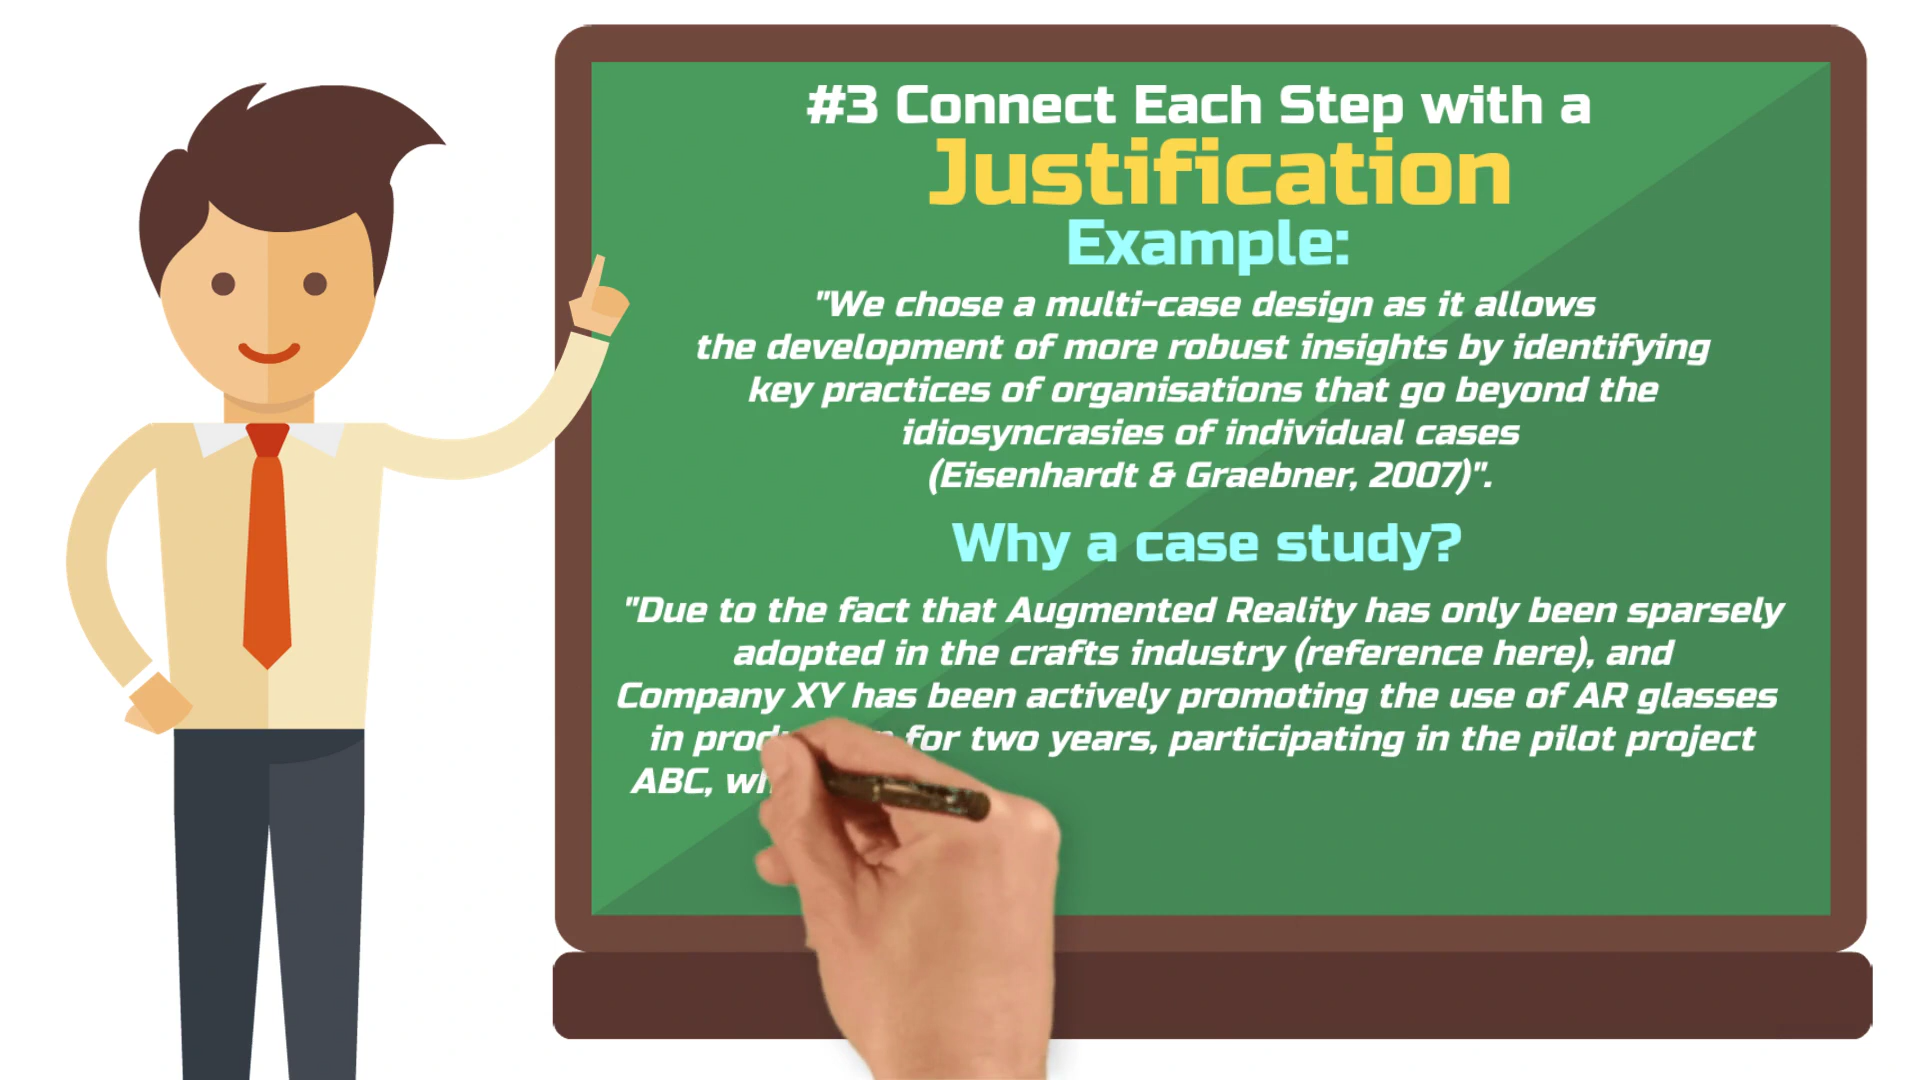 #3 Connect Each Step with a
Justification
Example:
"We chose a multi-case design as it allows
the development of more robust insights by identifying
key practices of organisations that go beyond the
idiosyncrasies of individual cases
(Eisenhardt & Graebner, 2007)".
Why a case study?
"Due to the fact that Augmented Reality has only been sparsely
adopted in the crafts industry (reference here), and
Company XY has been actively promoting the use of AR glasses
in for two years, participating in the pilot project
ABC,